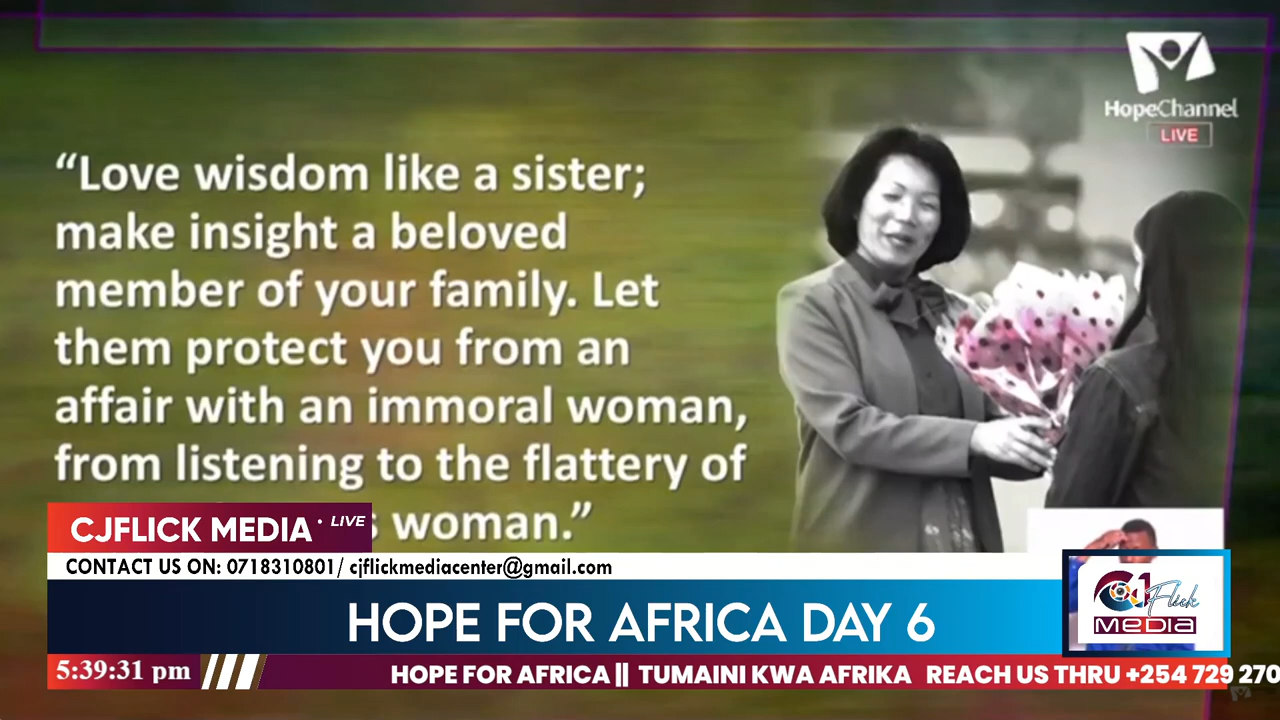 HopeChannel
LIVE
“Love wisdom like a sister;
make insight a beloved
member of your family. Let
them protect you from an
affair with an immoral woman,
from listening to the flattery of
woman.”
CJFLICK MEDIA • LIVE
CONTACT US ON: 0718310801/ cjflickmediacenter@gmail.com
HOPE FOR AFRICA DAY 6
Flick
MEDIA
5:39:31 pm
HOPE FOR AFRICA || TUMAINI KWA AFRIKA REACH US THRU +254 729 270